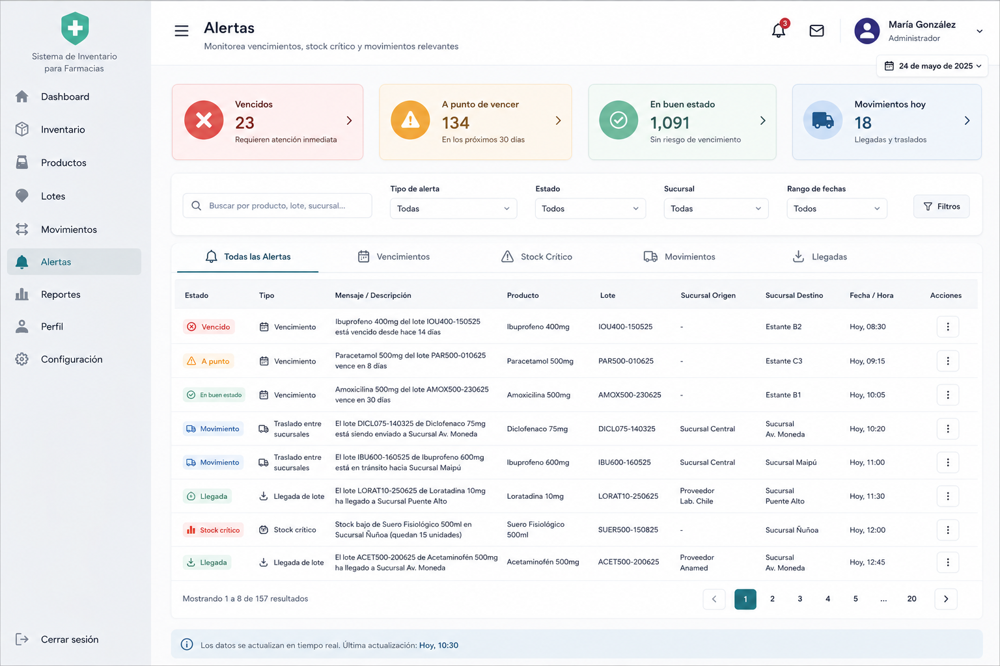 Sistema de Inventario
para Farmacias
Dashboard
Inventario
Productos
Lotes
Movimientos
Alertas
Reportes
Perfil
Configuración
Cerrar sesión
Alertas
Monitorea vencimientos, stock crítico y movimientos relevantes
3
María González
Administrador
24 de mayo de 2025
Vencidos
23
Requieren atención inmediata
A punto de vencer
134
En los próximos 30 días
En buen estado
1,091
Sin riesgo de vencimiento
Movimientos hoy
18
Llegadas y traslados
Buscar por producto, lote, sucursal...
Tipo de alerta
Todas
Estado
Todos
Sucursal
Todas
Rango de fechas
Todos
Filtros
Todas las Alertas
Vencimientos
Stock Crítico
Movimientos
Llegadas
Estado Tipo Mensaje / Descripción Producto Lote Sucursal Origen Sucursal Destino Fecha / Hora Acciones
Vencido
Vencimiento
Ibuprofeno 400mg del lote IOU400-150525
está vencido desde hace 14 días
Ibuprofeno 400mg
IOU400-150525
-
Estante B2
Hoy, 08:30
A punto
Vencimiento
Paracetamol 500mg del lote PAR500-010625
vence en 8 días
Paracetamol 500mg
PAR500-010625
-
Estante C3
Hoy, 09:15
En buen estado
Vencimiento
Amoxicilina 500mg del lote AMOX500-230625
vence en 30 días
Amoxicilina 500mg
AMOX500-230625
-
Estante B1
Hoy, 10:05
Movimiento
Traslado entre
sucursales
El lote DICL075-140325 de Diclofenaco 75mg
está siendo enviado a Sucursal Av. Moneda
Diclofenaco 75mg
DICL075-140325
Sucursal Central
Sucursal
Av. Moneda
Hoy, 10:20
Movimiento
Traslado entre
sucursales
El lote IBU600-160525 de Ibuprofeno 600mg
está en tránsito hacia Sucursal Maipú
Ibuprofeno 600mg
IBU600-160525
Sucursal Central
Sucursal Maipú
Hoy, 11:00
Llegada
Llegada de lote
El lote LORAT10-250625 de Loratadina 10mg
ha llegado a Sucursal Puente Alto
Loratadina 10mg
LORAT10-250625
Proveedor
Lab. Chile
Sucursal
Puente Alto
Hoy, 11:30
Stock crítico
Stock crítico
Stock bajo de Suero Fisiológico 500ml en
Sucursal Ñuñoa (quedan 15 unidades)
Suero Fisiológico
500ml
SUER500-150825
-
Sucursal Ñuñoa
Hoy, 12:00
Llegada
Llegada de lote
El lote ACET500-200625 de Acetaminofén 500mg
ha llegado a Sucursal Av. Moneda
Acetaminofén 500mg
ACET500-200625
Proveedor
Anamed
Sucursal
Av. Moneda
Hoy, 12:45
Mostrando 1 a 8 de 157 resultados
1 2 3 4 5 ... 20
Los datos se actualizan en tiempo real. Última actualización: Hoy, 10:30